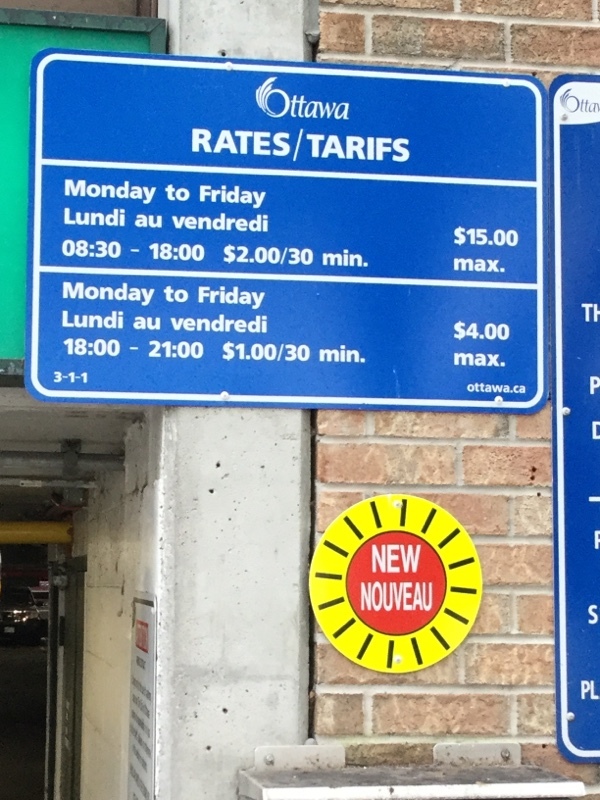 Ottawa
RATES/TARIFS
Monday to Friday
Lundi au vendredi
08:30 - 18:00 $2.00/30 min.
$15.00
max.
Monday to Friday
Lundi au vendredi
18:00 - 21:00 $1.00/30 min.
$4.00
max.
3-1-1
ottawa.ca
NEW
NOUVEAU